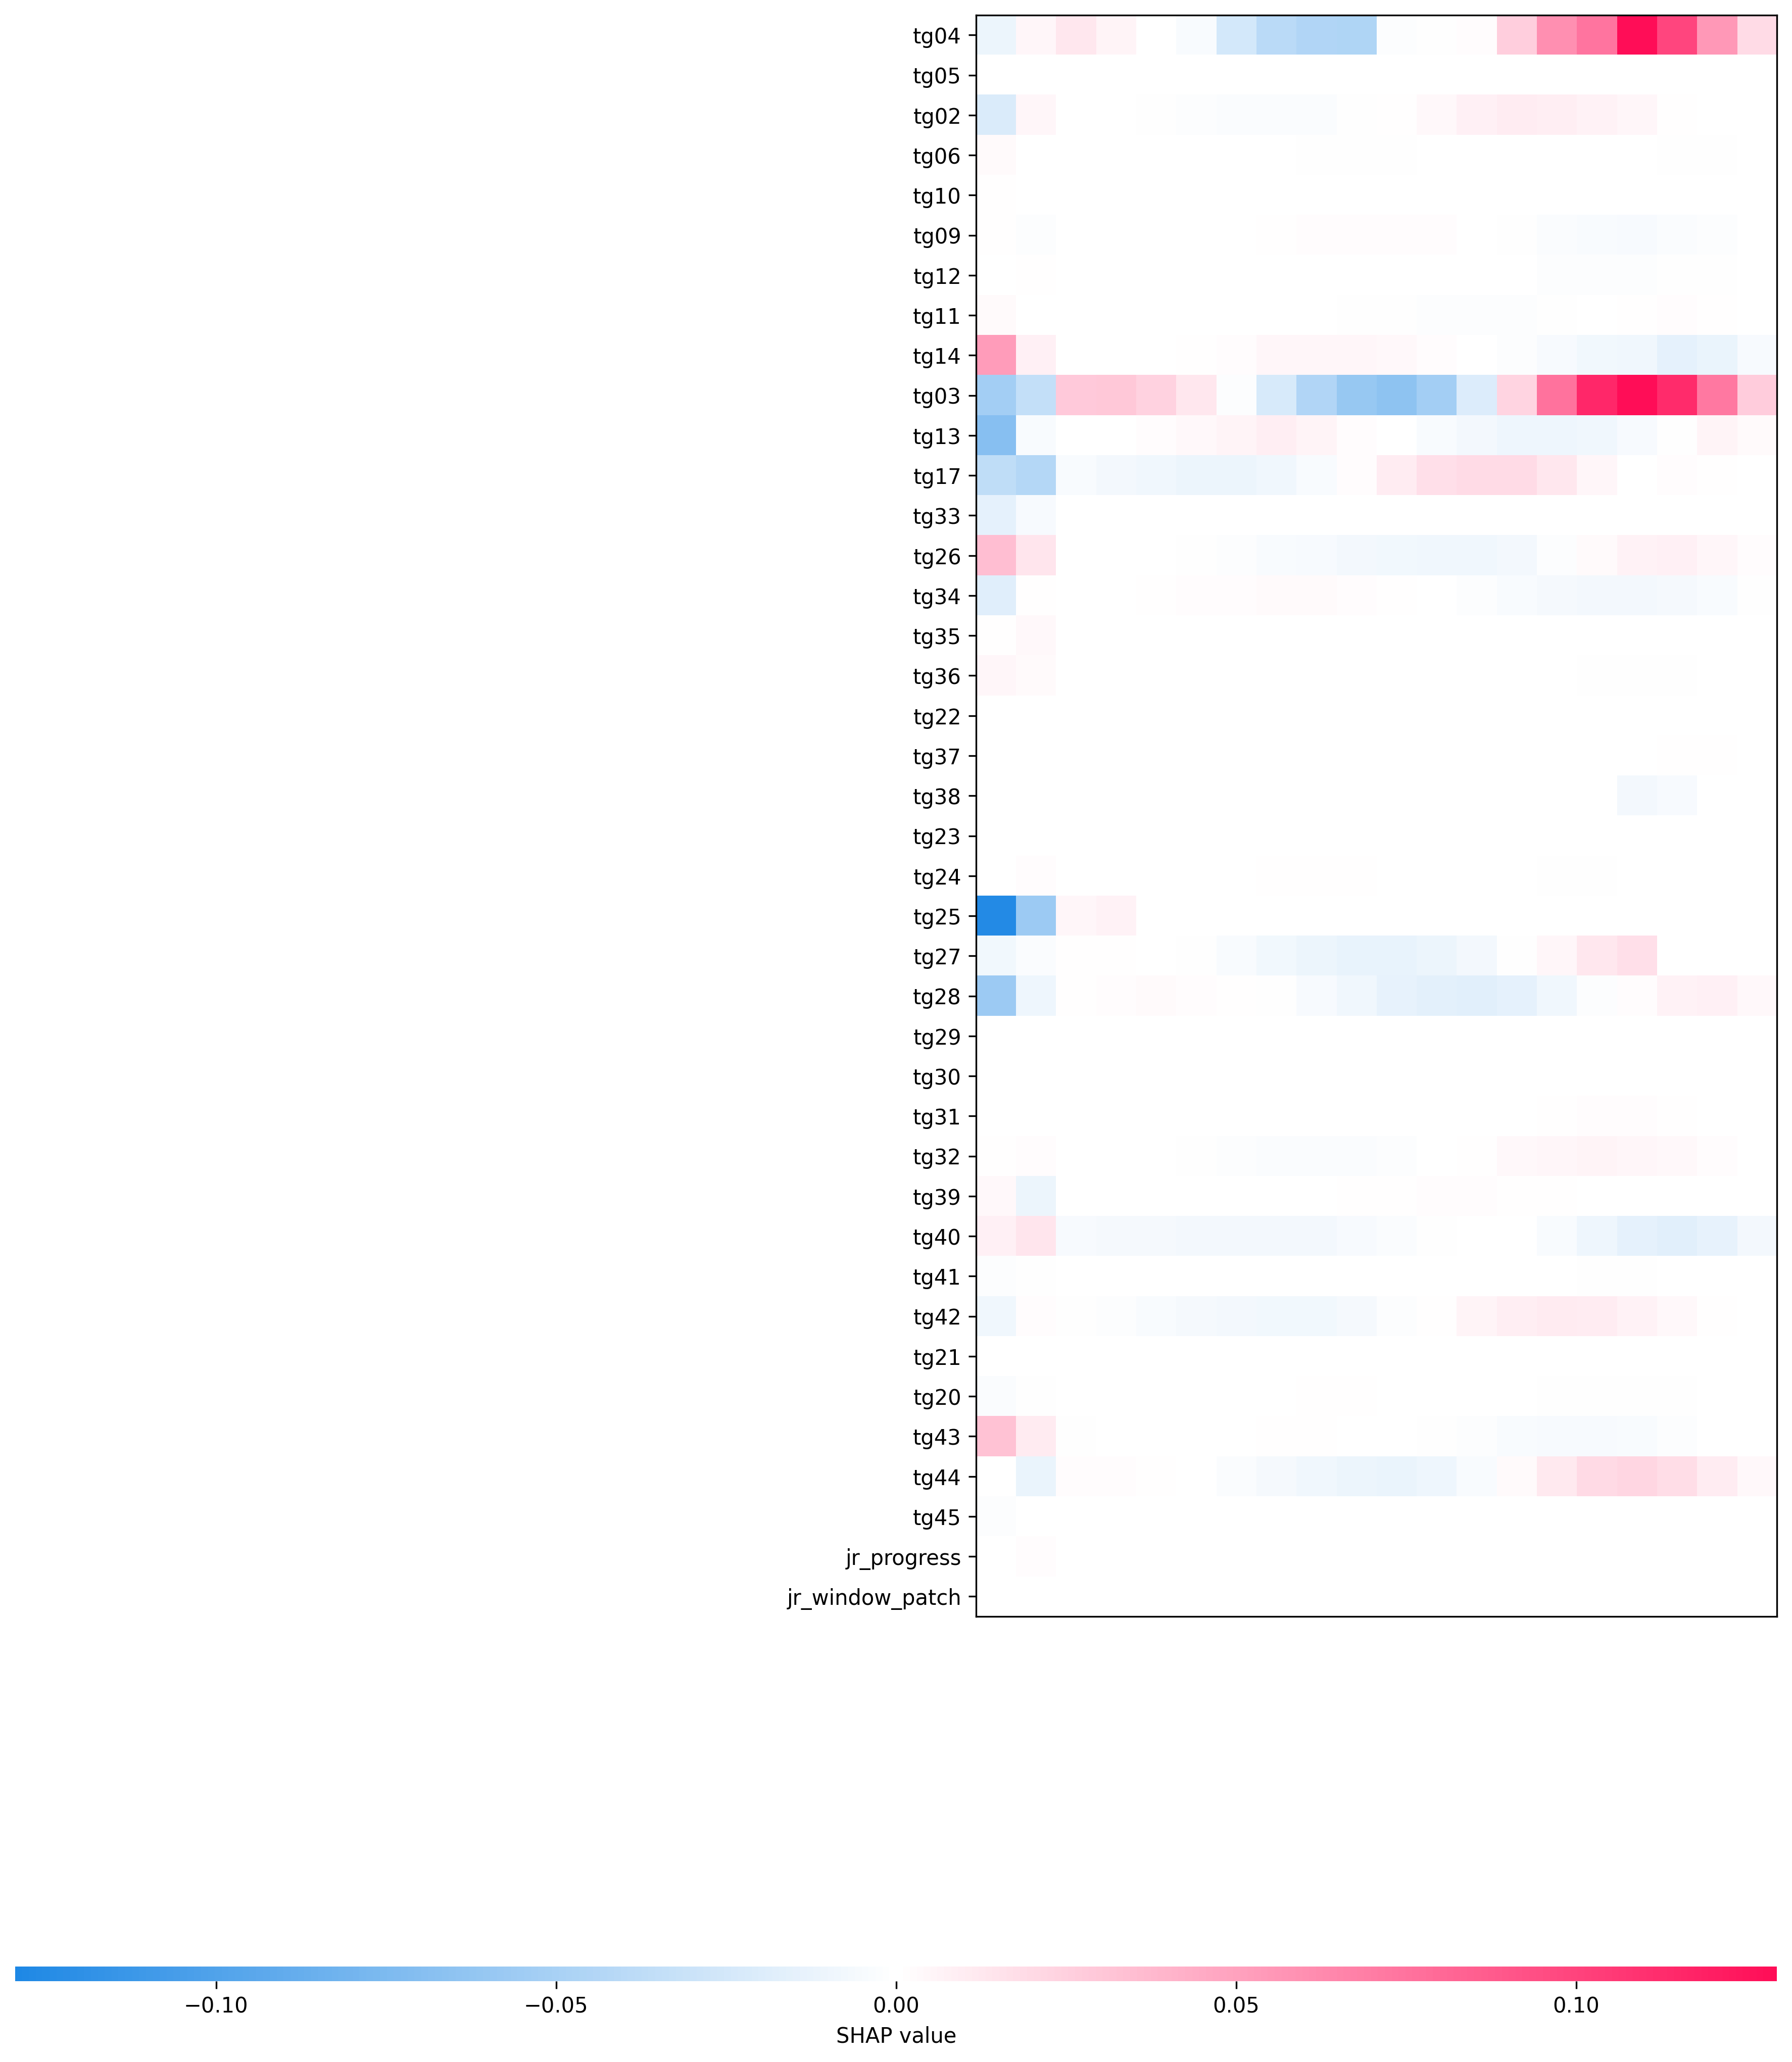 tg04
tg05
tg02
tg06
tg10
tg09
tg12
tg11
tg14
tg03
tg13
tg17
tg33
tg26
tg34
tg35
tg36
tg22
tg37
tg38
tg23
tg24
tg25
tg27
tg28
tg29
tg30
tg31
tg32
tg39
tg40
tg41
tg42
tg21
tg20
tg43
tg44
tg45
jr_progress
jr_window_patch
−0.10 −0.05 0.00 0.05 0.10
SHAP value